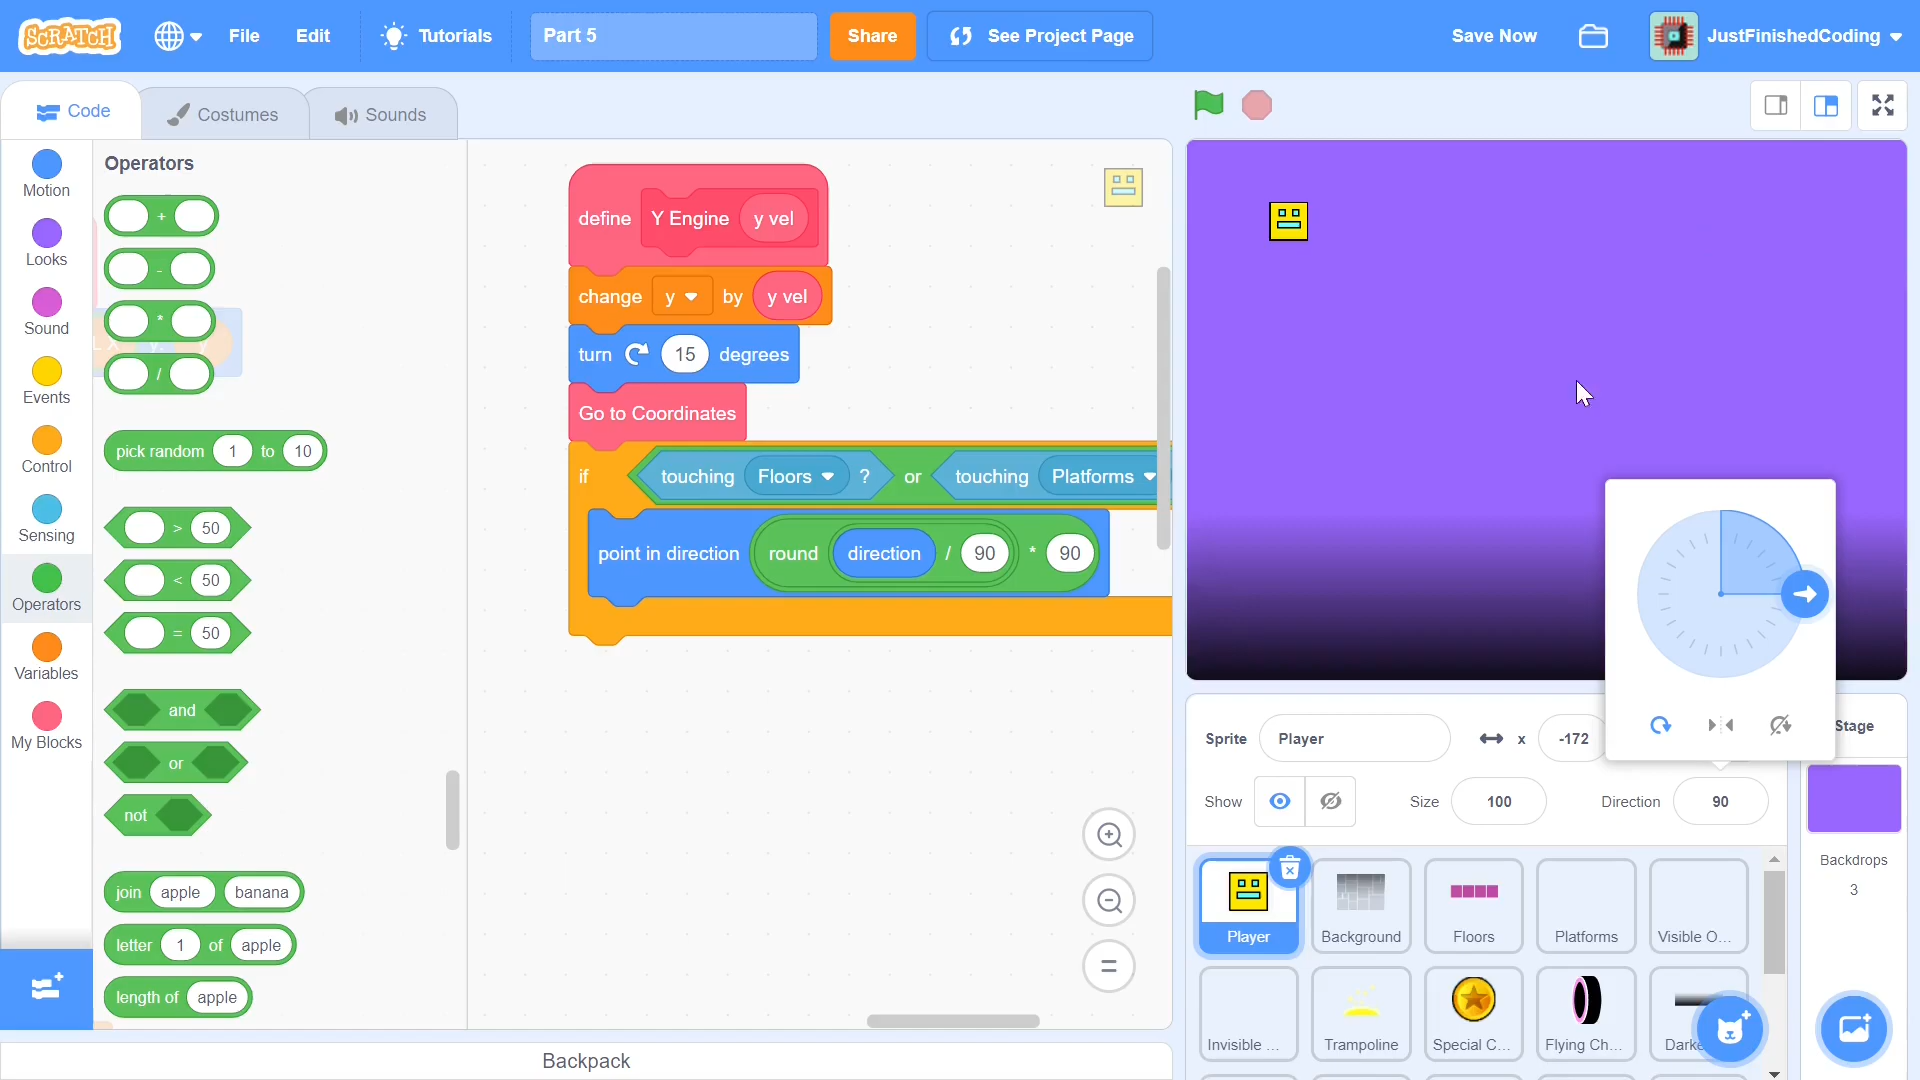 SCRATCH File Edit Tutorials Part 5 Share See Project Page Save Now JustFinishedCoding
Code Costumes Sounds
Motion
Looks
Sound
Events
Control
Sensing
Operators
Variables
My Blocks
Operators
+
-
*
/
pick random 1 to 10
> 50
< 50
= 50
and
or
not
join apple banana
letter 1 of apple
length of apple
define Y Engine y vel
change y by y vel
turn 15 degrees
Go to Coordinates
if touching Floors ? or touching Platforms
point in direction round direction / 90 * 90
Backpack
Sprite Player x -172
Show Size 100 Direction 90
Player Background Floors Platforms Visible O...
Invisible ... Trampoline Special C... Flying Ch... Darke
Stage
Backdrops
3